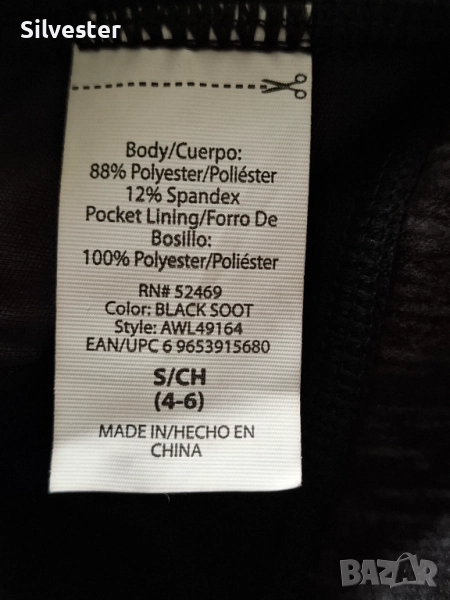 Silvester
Body/Cuerpo:
88% Polyester/Poliéster
12% Spandex
Pocket Lining/Forro De
Bosillo:
100% Polyester/Poliéster
RN# 52469
Color: BLACK SOOT
Style: AWL49164
EAN/UPC 6 9653915680
S/CH
(4-6)
MADE IN/HECHO EN
CHINA
BAZAR